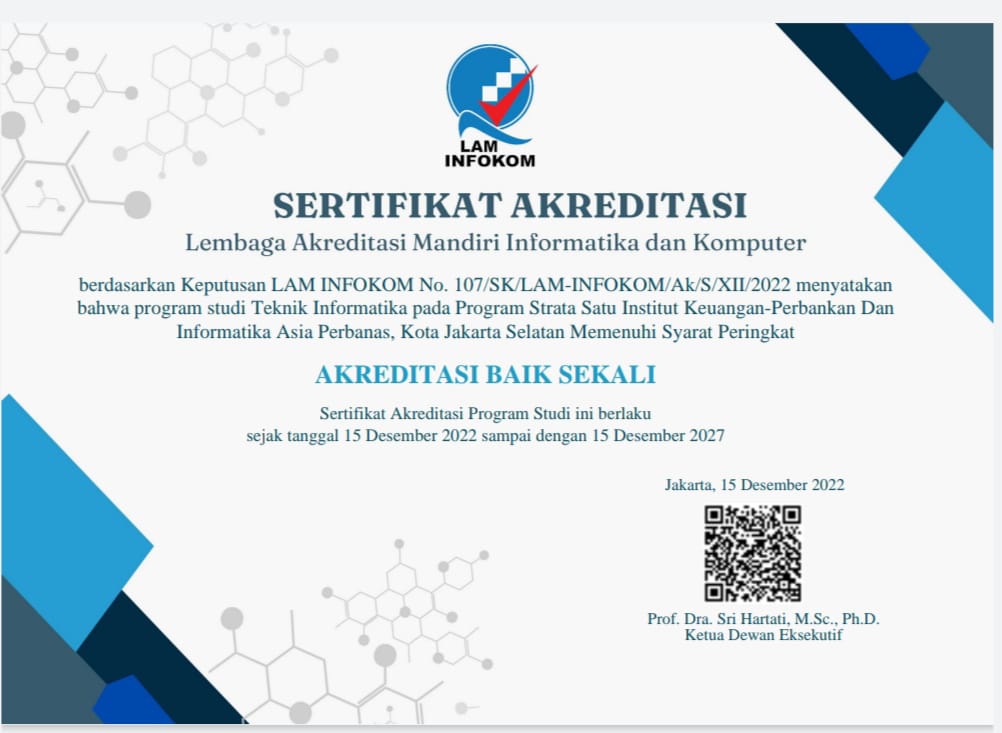 LAM
INFOKOM
SERTIFIKAT AKREDITASI
Lembaga Akreditasi Mandiri Informatika dan Komputer
berdasarkan Keputusan LAM INFOKOM No. 107/SK/LAM-INFOKOM/Ak/S/XII/2022 menyatakan
bahwa program studi Teknik Informatika pada Program Strata Satu Institut Keuangan-Perbankan Dan
Informatika Asia Perbanas, Kota Jakarta Selatan Memenuhi Syarat Peringkat
AKREDITASI BAIK SEKALI
Sertifikat Akreditasi Program Studi ini berlaku
sejak tanggal 15 Desember 2022 sampai dengan 15 Desember 2027
Jakarta, 15 Desember 2022
Prof. Dra. Sri Hartati, M.Sc., Ph.D.
Ketua Dewan Eksekutif